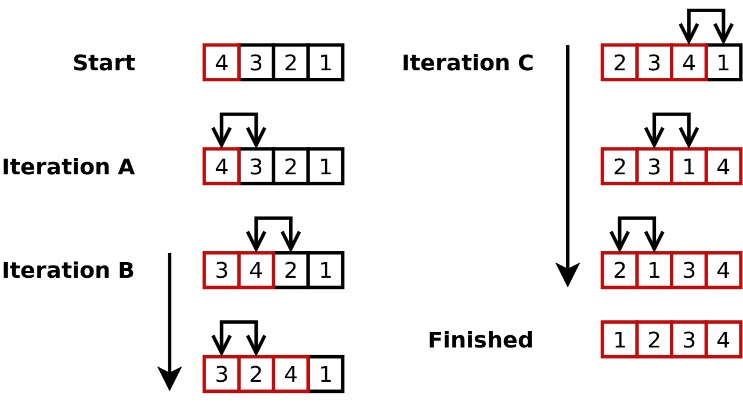 Start 4 3 2 1
Iteration A 4 3 2 1
Iteration B 3 4 2 1
3 2 4 1
Iteration C 2 3 4 1
2 3 1 4
2 1 3 4
Finished 1 2 3 4